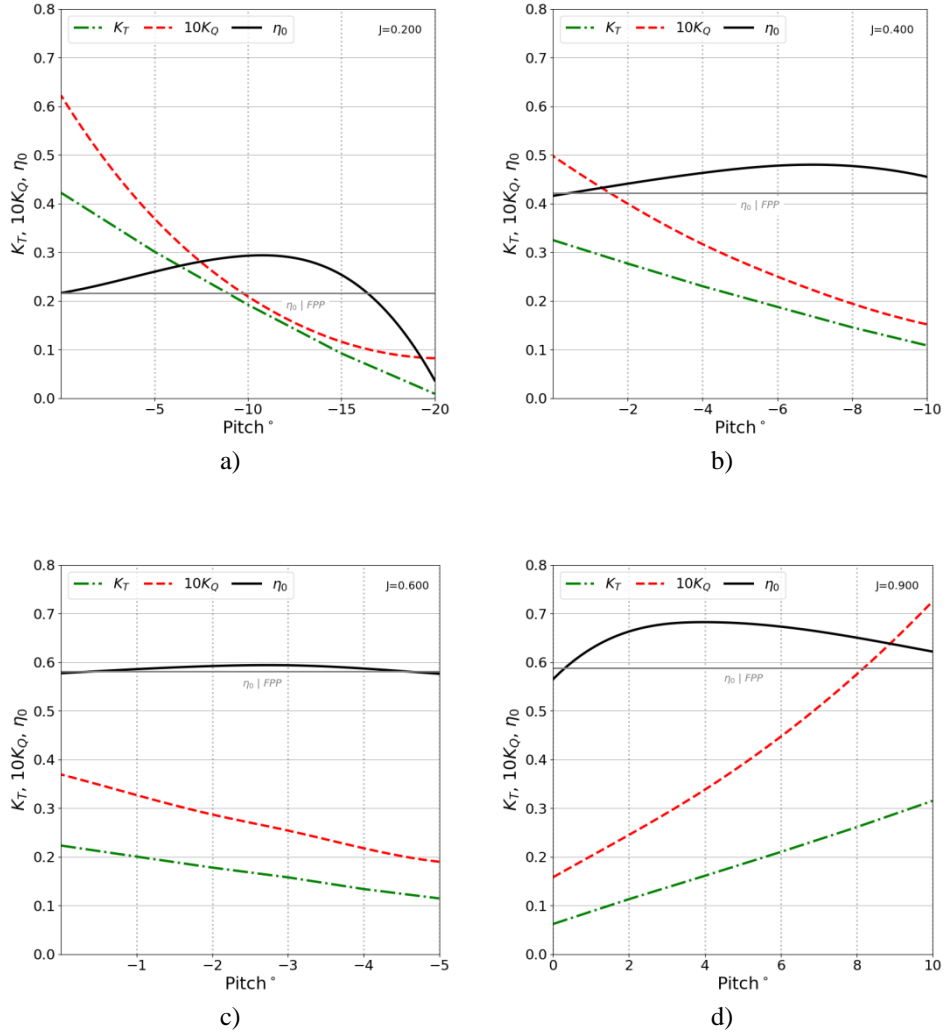 K_T 10K_Q η_0 J=0.200
0.8
0.7
0.6
0.5
0.4
0.3
0.2
0.1
0.0
K_T, 10K_Q, η_0
η_0 | FPP
−5 −10 −15 −20
Pitch°
a)
K_T 10K_Q η_0 J=0.400
0.8
0.7
0.6
0.5
0.4
0.3
0.2
0.1
0.0
K_T, 10K_Q, η_0
η_0 | FPP
−2 −4 −6 −8 −10
Pitch°
b)
K_T 10K_Q η_0 J=0.600
0.8
0.7
0.6
0.5
0.4
0.3
0.2
0.1
0.0
K_T, 10K_Q, η_0
η_0 | FPP
−1 −2 −3 −4 −5
Pitch°
c)
K_T 10K_Q η_0 J=0.900
0.8
0.7
0.6
0.5
0.4
0.3
0.2
0.1
0.0
K_T, 10K_Q, η_0
η_0 | FPP
0 2 4 6 8 10
Pitch°
d)